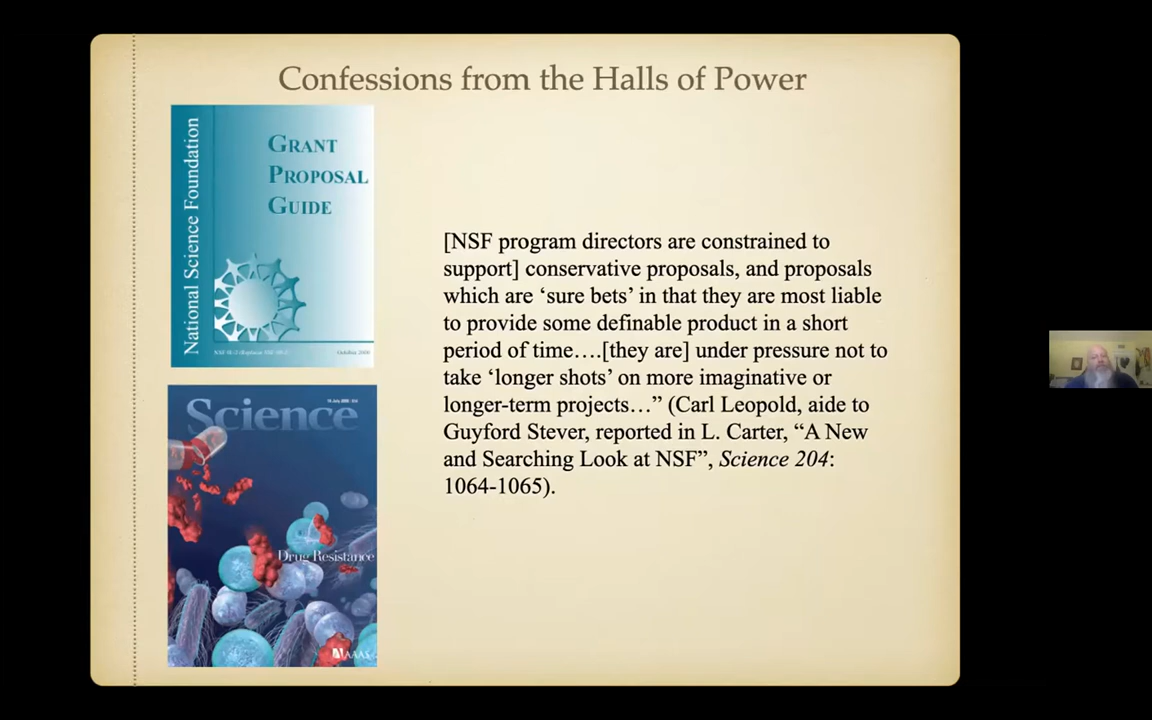 Confessions from the Halls of Power
National Science Foundation
GRANT
PROPOSAL
GUIDE
[NSF program directors are constrained to
support] conservative proposals, and proposals
which are ‘sure bets’ in that they are most liable
to provide some definable product in a short
period of time….[they are] under pressure not to
take ‘longer shots’ on more imaginative or
longer-term projects…” (Carl Leopold, aide to
Guyford Stever, reported in L. Carter, “A New
and Searching Look at NSF”, Science 204:
1064-1065).
Science
Drug Resistance
AAAS